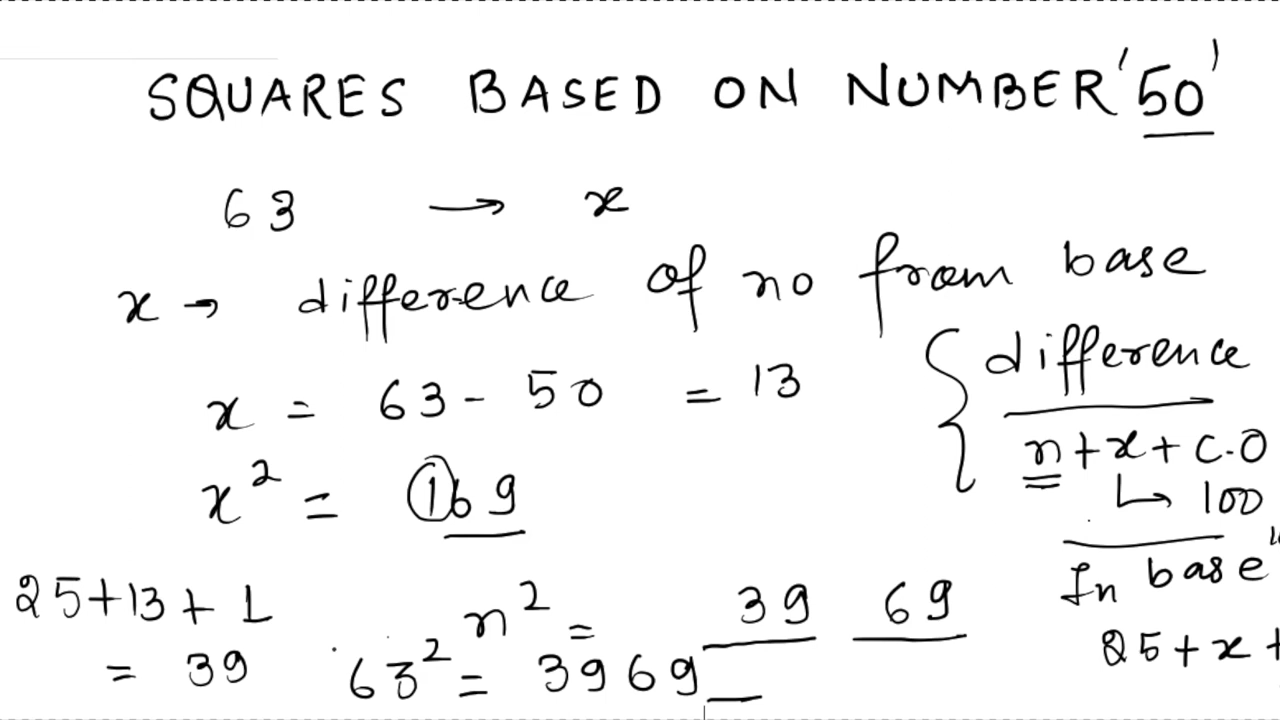 SQUARES BASED ON NUMBER '50'
63 → x
x → difference of no from base
x = 63 - 50 = 13
x² = 169
{ difference
n + x + C.O
↳ 100
In base "
25 + x +
25 + 13 + 1
= 39
n² = 39 69
63² = 3969